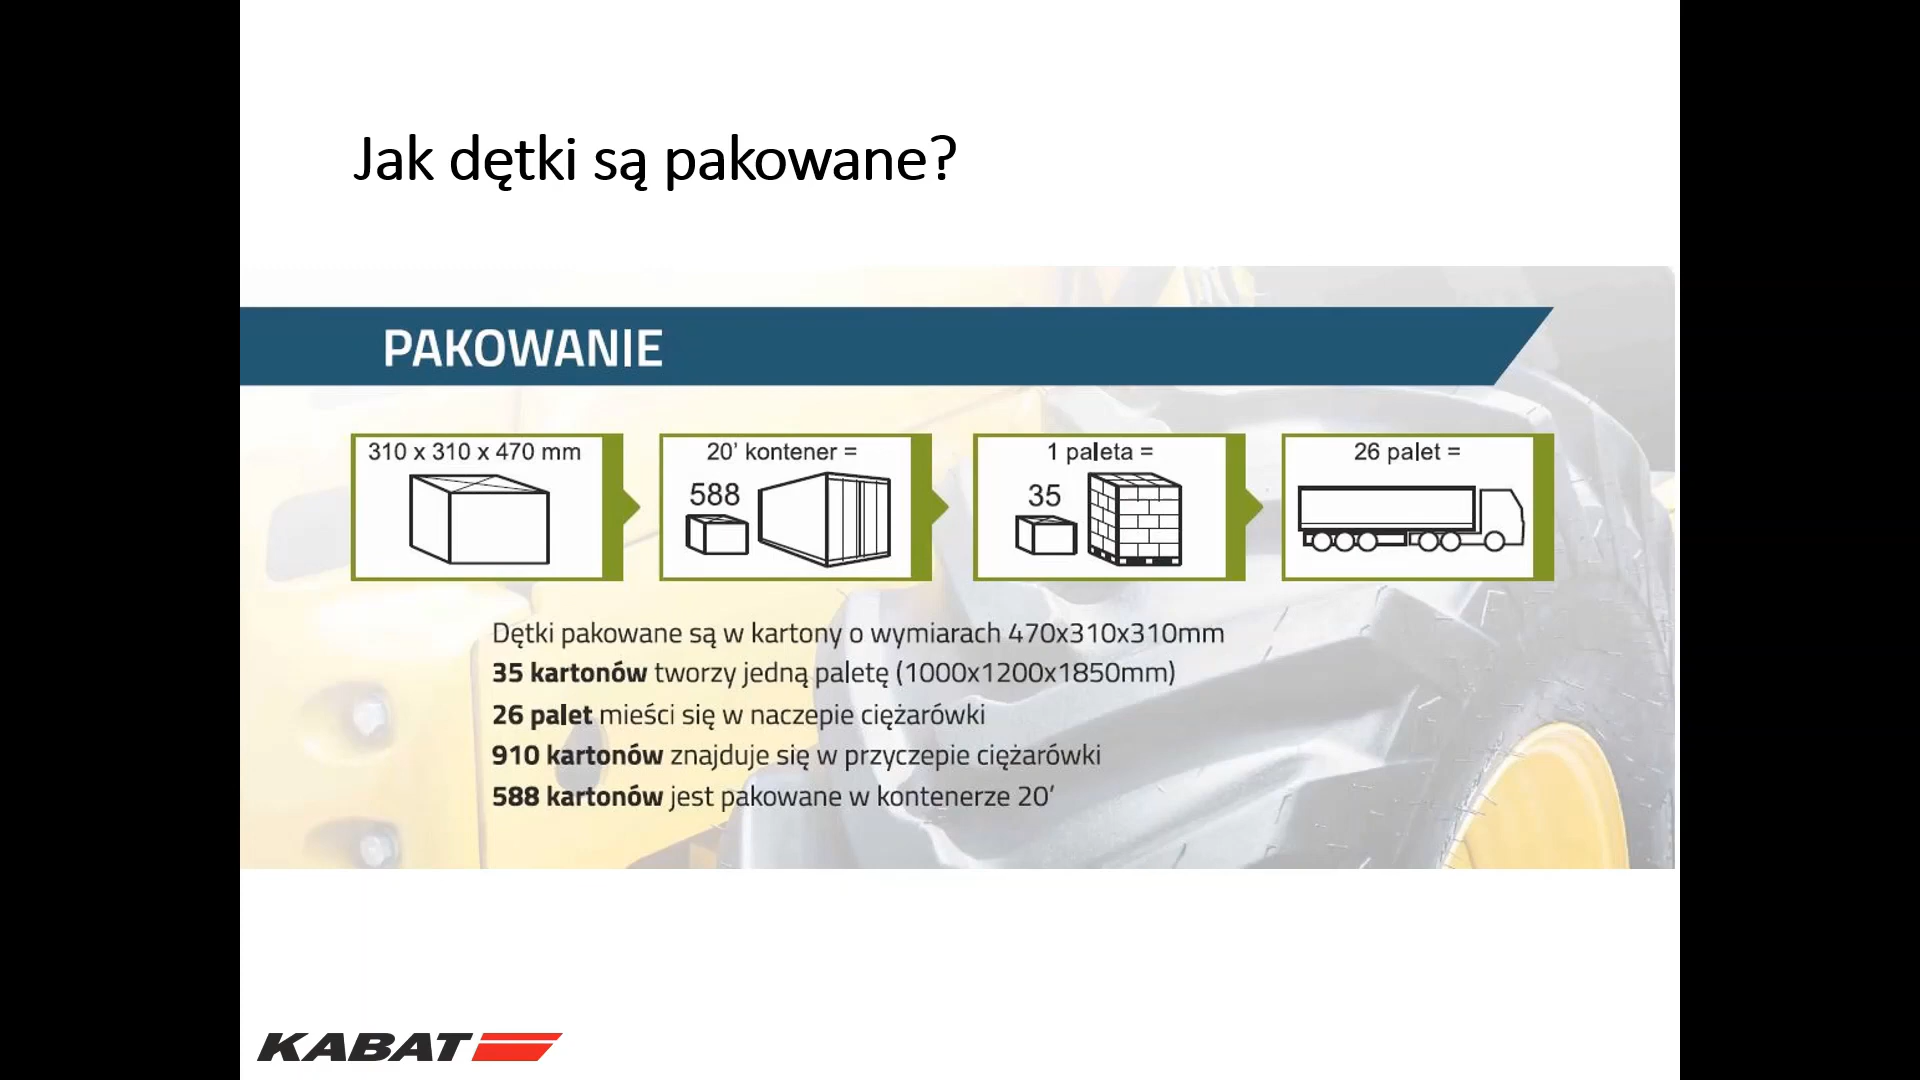 Jak dętki są pakowane?
PAKOWANIE
310 x 310 x 470 mm
20’ kontener =
588
1 paleta =
35
26 palet =
Dętki pakowane są w kartony o wymiarach 470x310x310mm
35 kartonów tworzy jedną paletę (1000x1200x1850mm)
26 palet mieści się w naczepie ciężarówki
910 kartonów znajduje się w przyczepie ciężarówki
588 kartonów jest pakowane w kontenerze 20’
KABAT